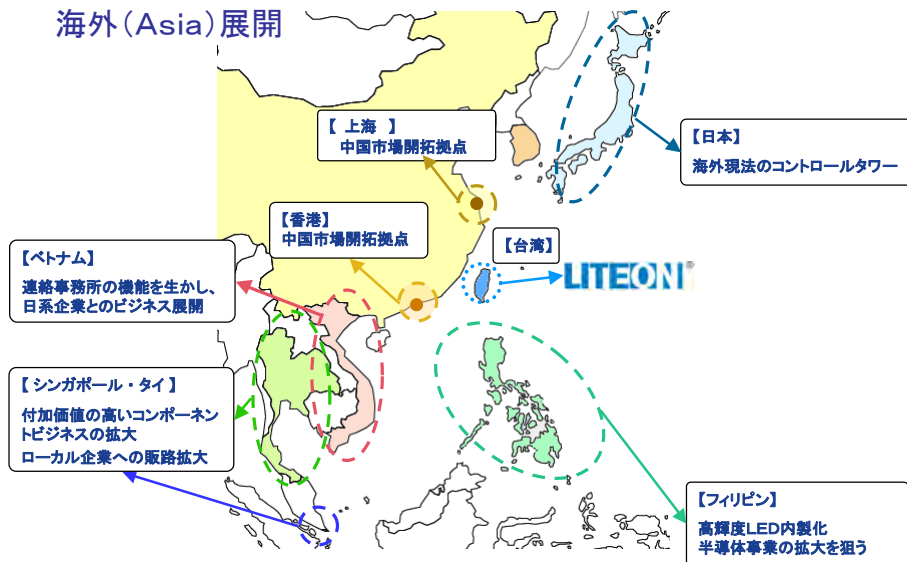 海外(Asia)展開
【 上海 】
中国市場開拓拠点
【日本】
海外現法のコントロールタワー
【香港】
中国市場開拓拠点
【台湾】
LITEON®
【ベトナム】
連絡事務所の機能を生かし、
日系企業とのビジネス展開
【 シンガポール・タイ 】
付加価値の高いコンポーネン
トビジネスの拡大
ローカル企業への販路拡大
【フィリピン】
高輝度LED内製化
半導体事業の拡大を狙う